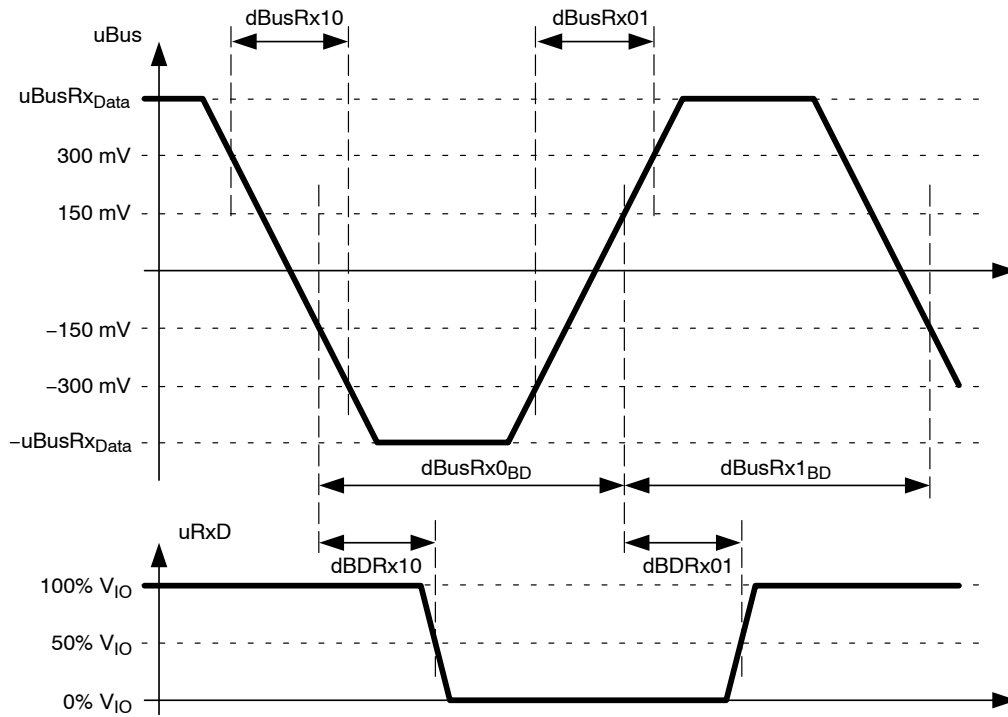 dBusRx10 dBusRx01
uBus
uBusRxData
300 mV
150 mV
−150 mV
−300 mV
−uBusRxData
dBusRx0BD dBusRx1BD
uRxD
dBDRx10 dBDRx01
100% VIO
50% VIO
0% VIO